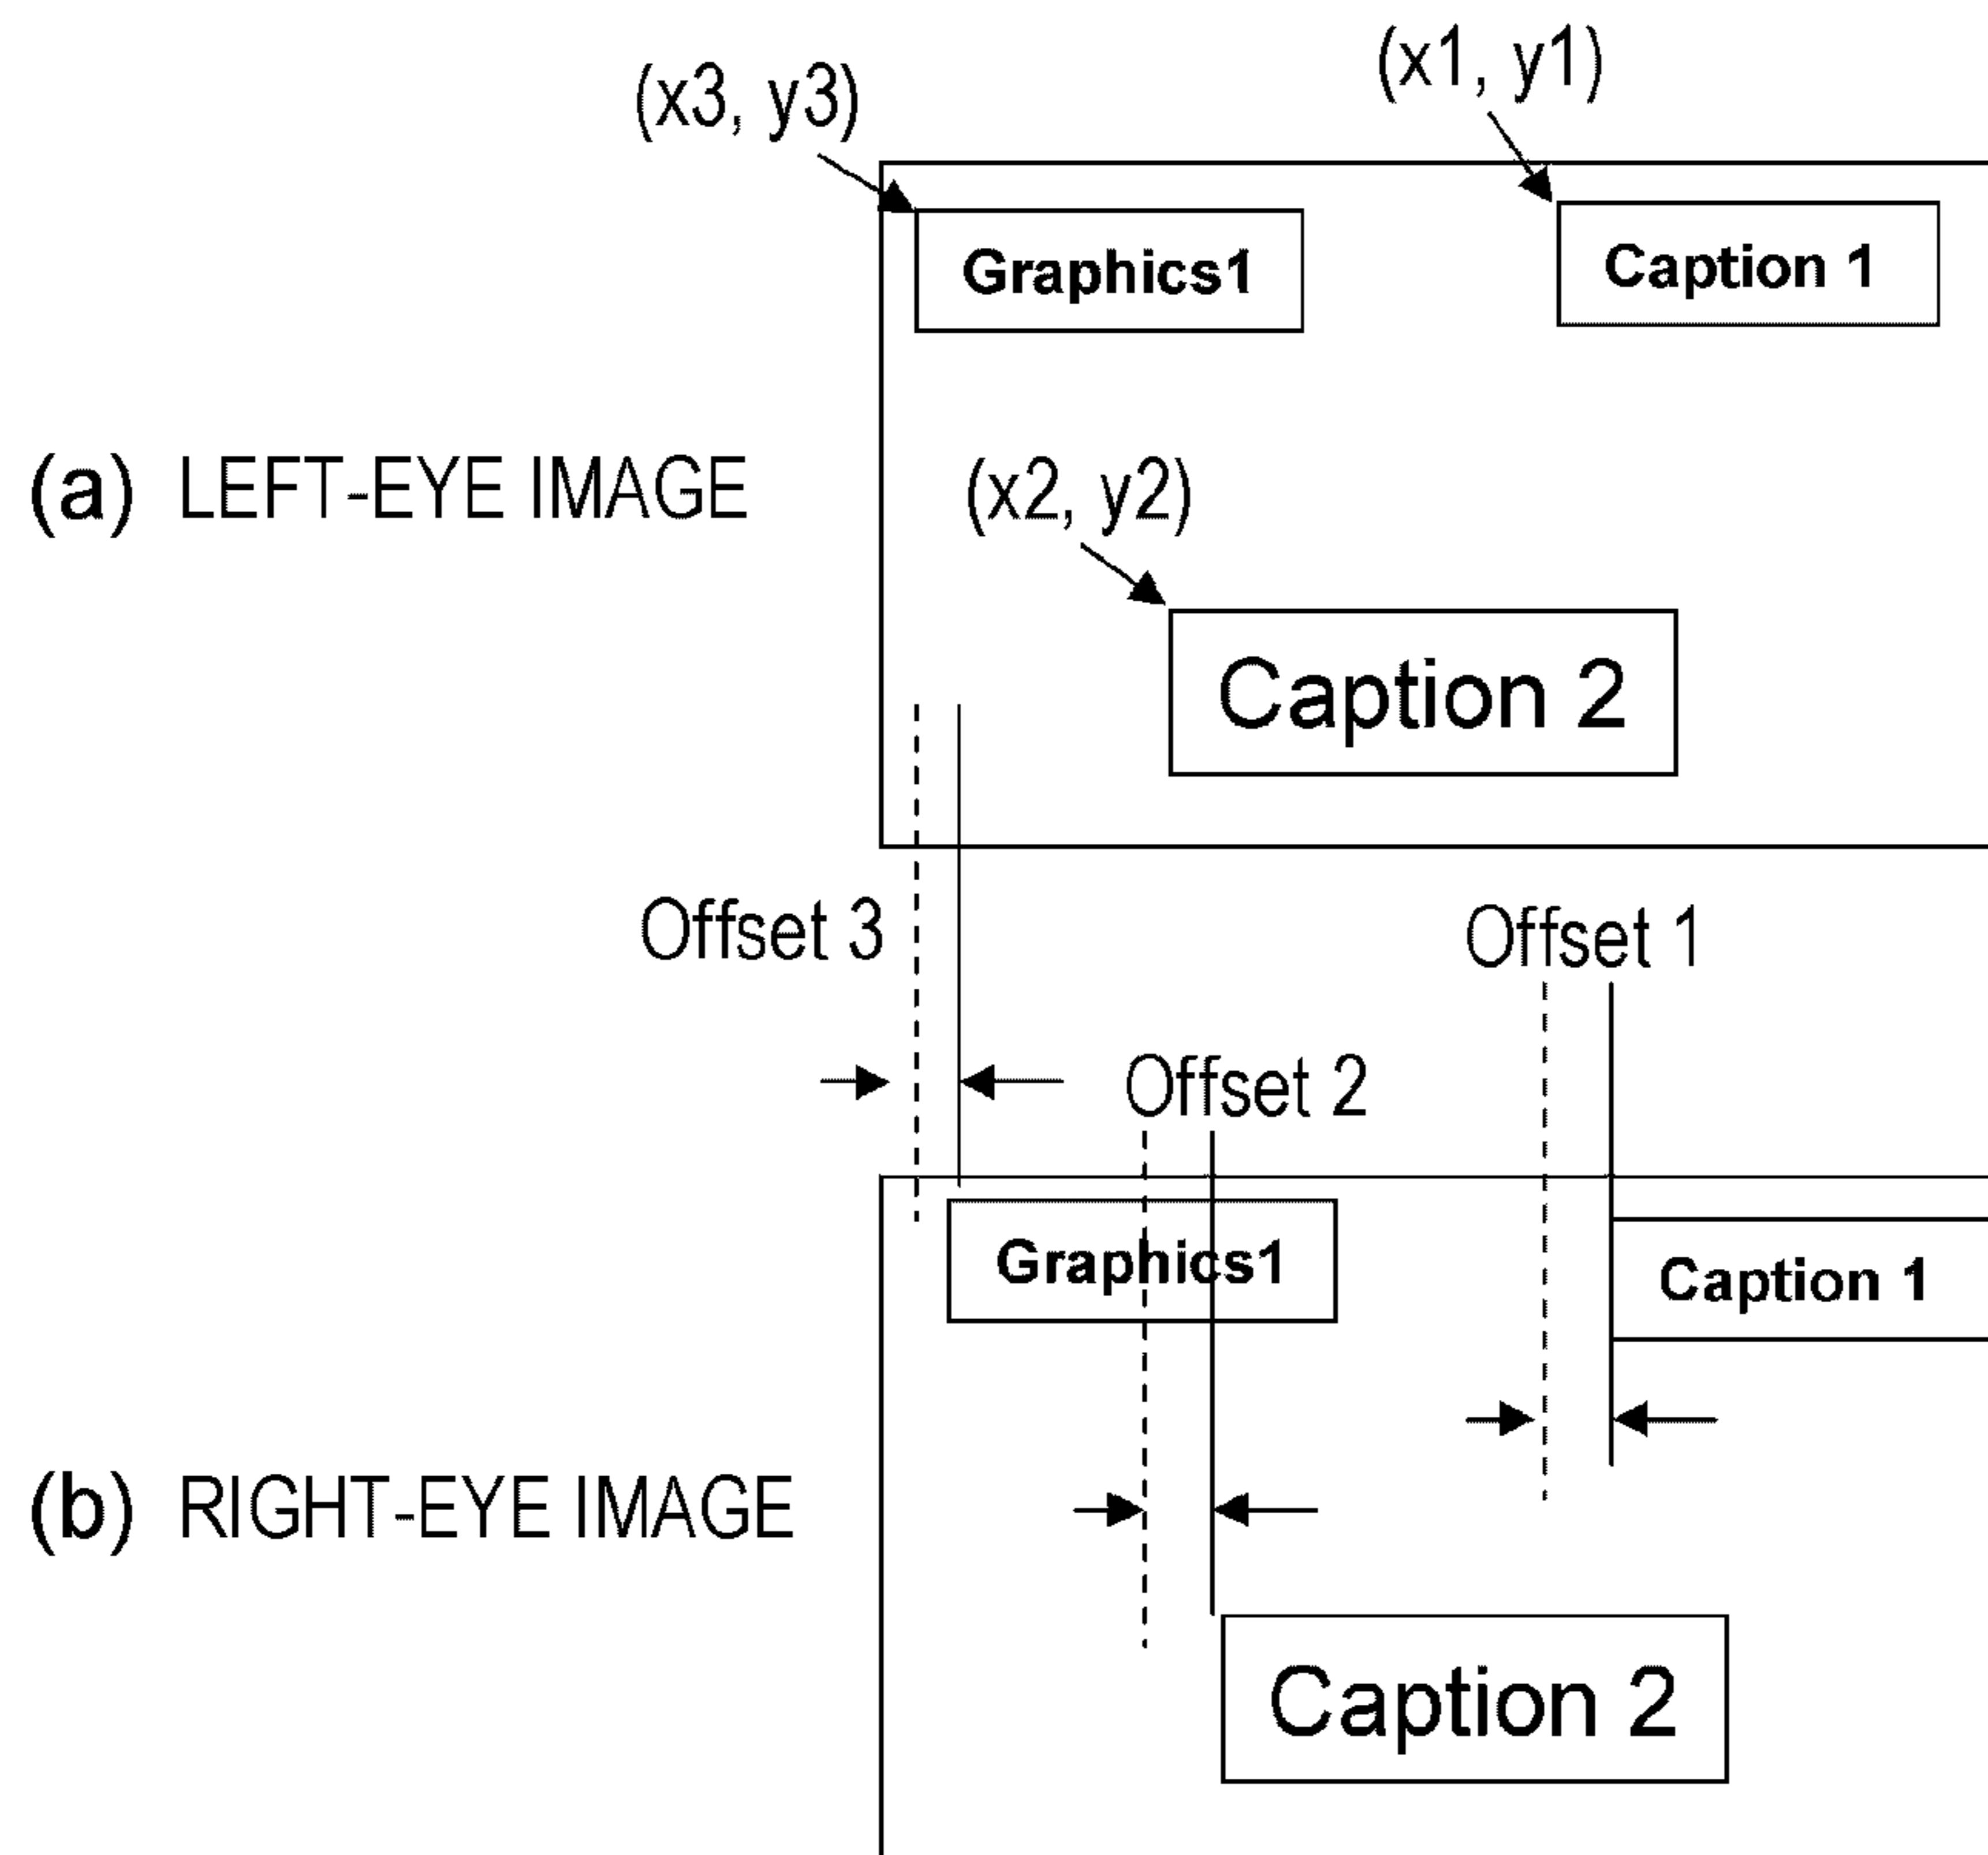 (x1, y1)
(x3, y3)
Graphics1
Caption 1
(a) LEFT-EYE IMAGE
(x2, y2)
Caption 2
Offset 3
Offset 1
Offset 2
Graphics1
Caption 1
(b) RIGHT-EYE IMAGE
Caption 2